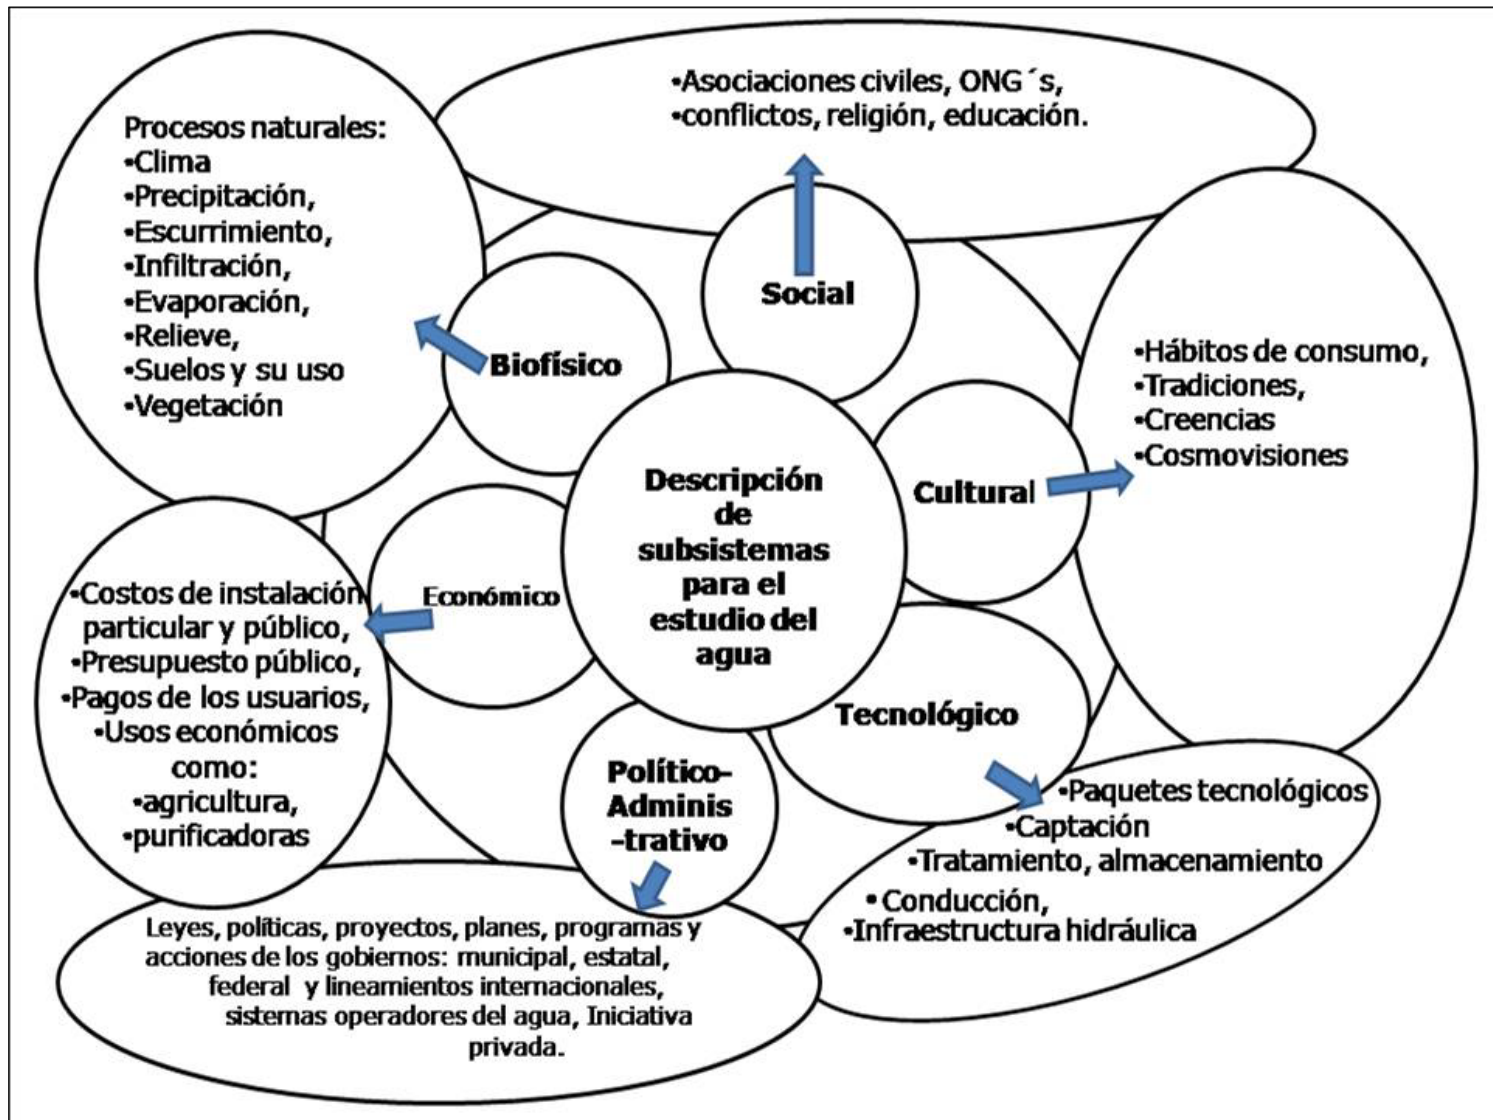 •Asociaciones civiles, ONG´s,
•conflictos, religión, educación.
Procesos naturales:
•Clima
•Precipitación,
•Escurrimiento,
•Infiltración,
•Evaporación,
•Relieve,
•Suelos y su uso
•Vegetación
Social
Biofísico
•Hábitos de consumo,
•Tradiciones,
•Creencias
•Cosmovisiones
Cultural
Descripción
de
subsistemas
para el
estudio del
agua
Económico
•Costos de instalación
particular y público,
•Presupuesto público,
•Pagos de los usuarios,
•Usos económicos
como:
•agricultura,
•purificadoras
Tecnológico
•Paquetes tecnológicos
•Captación
•Tratamiento, almacenamiento
•Conducción,
•Infraestructura hidráulica
Político-
Adminis
-trativo
Leyes, políticas, proyectos, planes, programas y
acciones de los gobiernos: municipal, estatal,
federal y lineamientos internacionales,
sistemas operadores del agua, Iniciativa
privada.